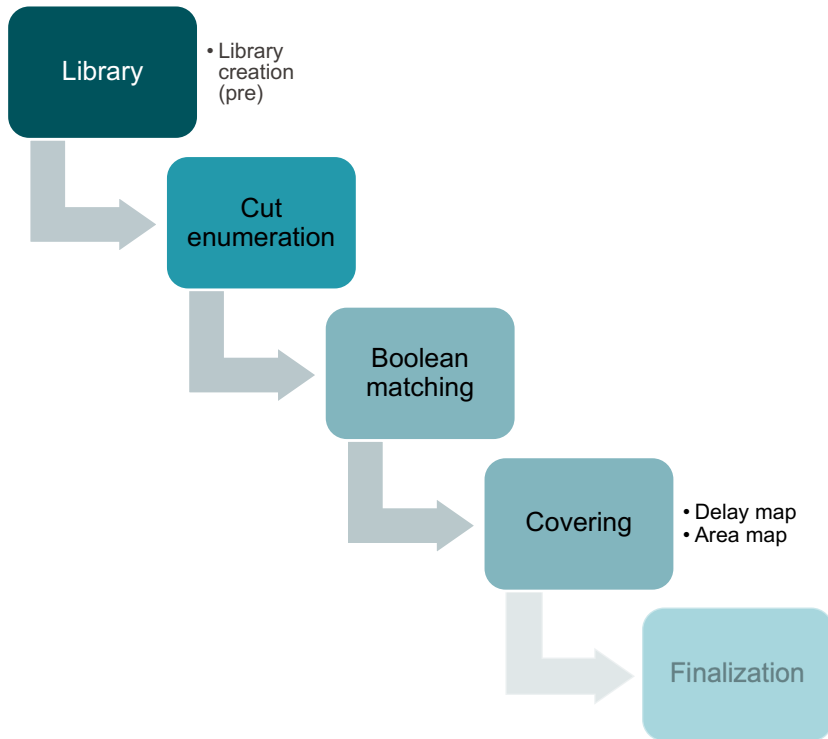 Library
• Library
creation
(pre)
Cut
enumeration
Boolean
matching
Covering
• Delay map
• Area map
Finalization